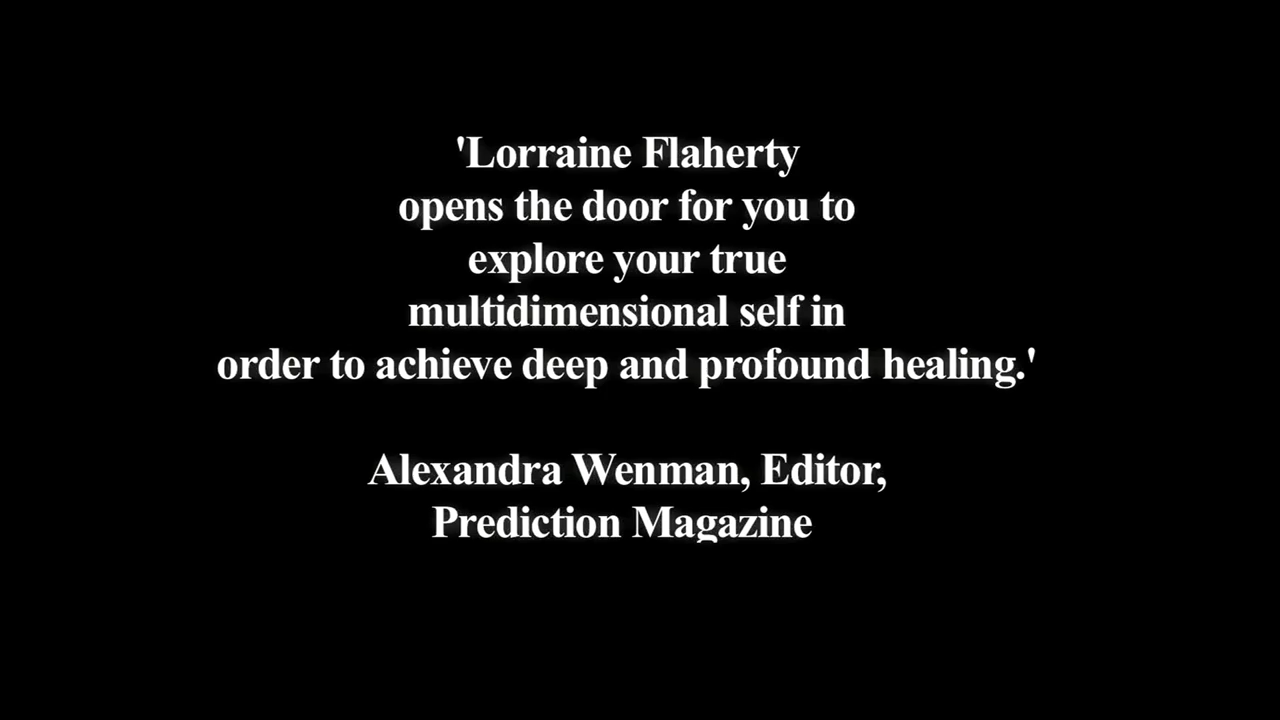 'Lorraine Flaherty
opens the door for you to
explore your true
multidimensional self in
order to achieve deep and profound healing.'
Alexandra Wenman, Editor,
Prediction Magazine